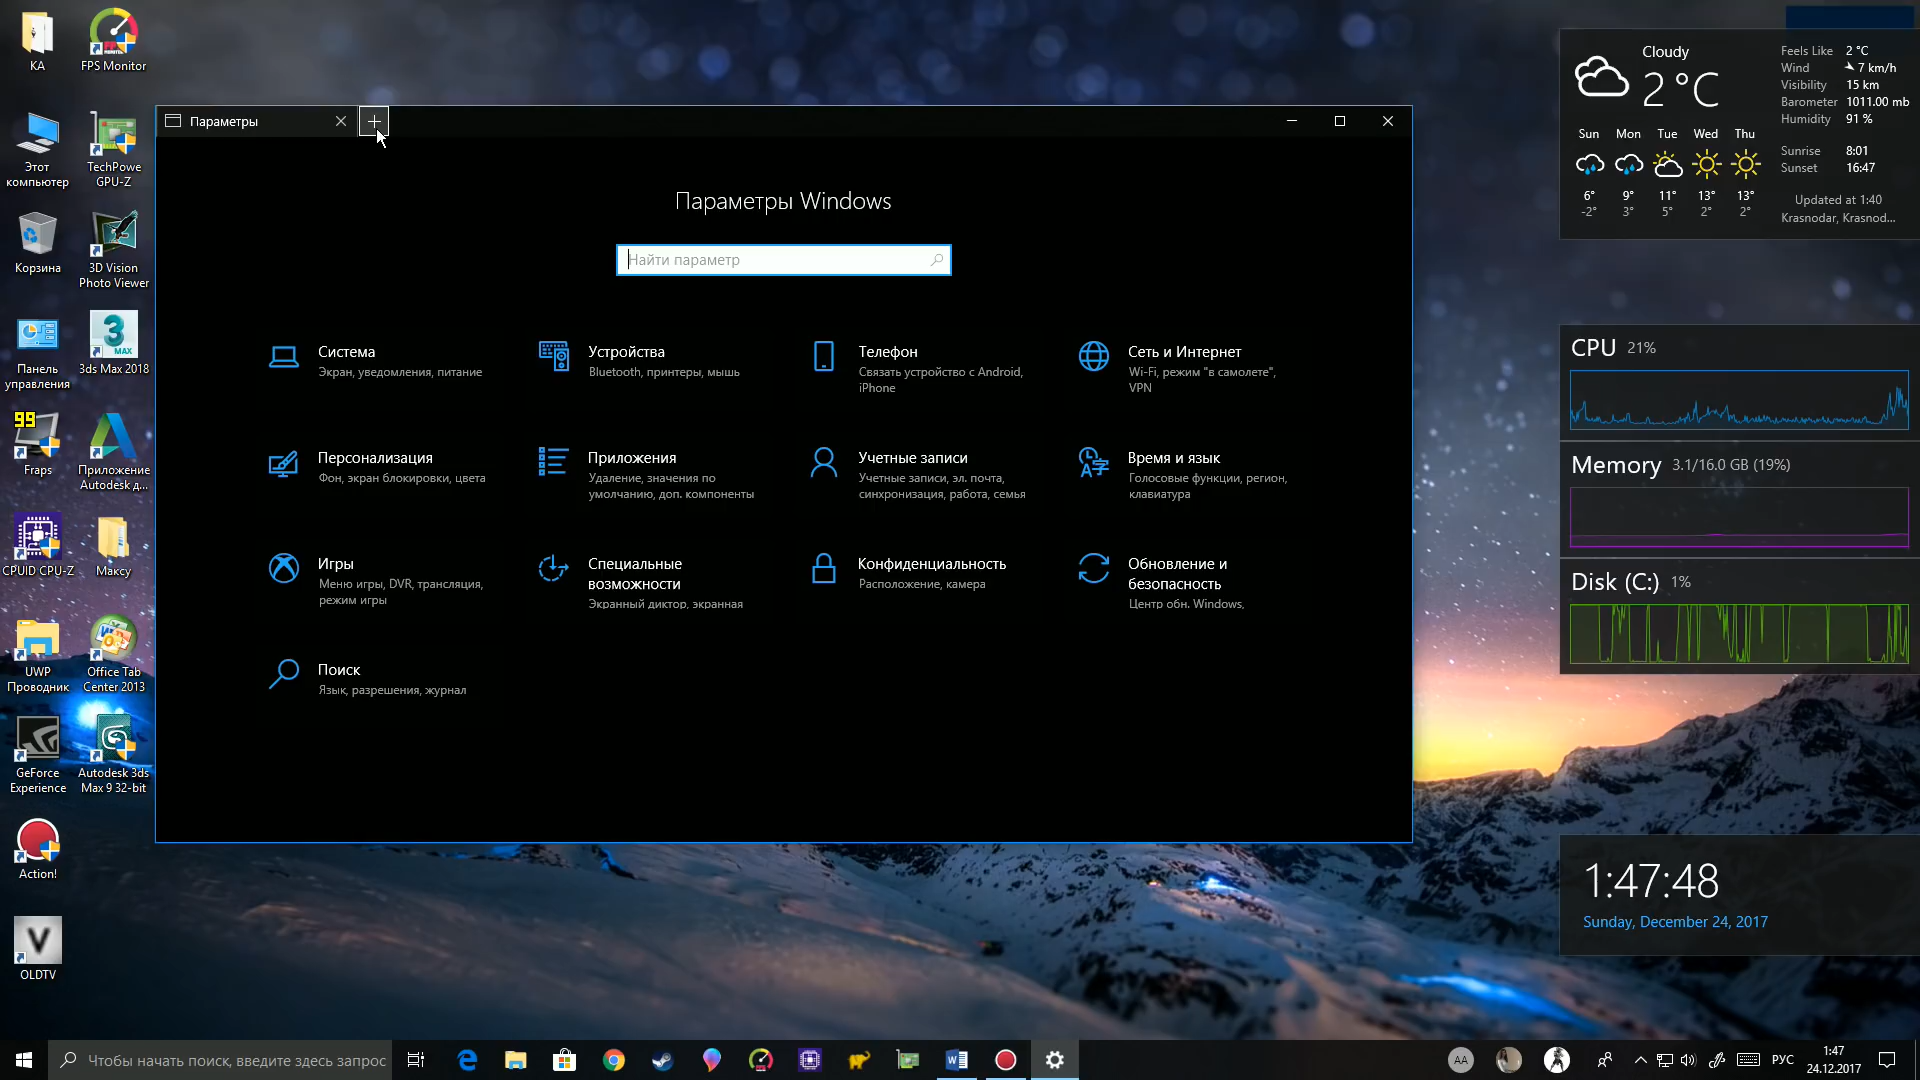 KA
FPS Monitor
Этот
компьютер
TechPowe
GPU-Z
Корзина
3D Vision
Photo Viewer
3
MAX
Панель
управления
3ds Max 2018
99
Fraps
Приложение
Autodesk д...
CPUID CPU-Z
Максу
UWP
Проводник
Office Tab
Center 2013
GeForce
Experience
Autodesk 3ds
Max 9 32-bit
Action!
V
OLDTV
Параметры
Параметры Windows
Найти параметр
Система
Экран, уведомления, питание
Устройства
Bluetooth, принтеры, мышь
Телефон
Связать устройство с Android,
iPhone
Сеть и Интернет
Wi-Fi, режим "в самолете",
VPN
Персонализация
Фон, экран блокировки, цвета
Приложения
Удаление, значения по
умолчанию, доп. компоненты
Учетные записи
Учетные записи, эл. почта,
синхронизация, работа, семья
Время и язык
Голосовые функции, регион,
клавиатура
Игры
Меню игры, DVR, трансляция,
режим игры
Специальные
возможности
Экранный диктор, экранная
Конфиденциальность
Расположение, камера
Обновление и
безопасность
Центр обн. Windows,
Поиск
Язык, разрешения, журнал
Cloudy
2 °C
Feels Like 2 °C
Wind 7 km/h
Visibility 15 km
Barometer 1011.00 mb
Humidity 91 %
Sunrise 8:01
Sunset 16:47
Updated at 1:40
Krasnodar, Krasnod...
Sun Mon Tue Wed Thu
6° 9° 11° 13° 13°
-2° 3° 5° 2° 2°
CPU 21%
Memory 3.1/16.0 GB (19%)
Disk (C:) 1%
1:47:48
Sunday, December 24, 2017
Чтобы начать поиск, введите здесь запрос
AA
РУС
1:47
24.12.2017